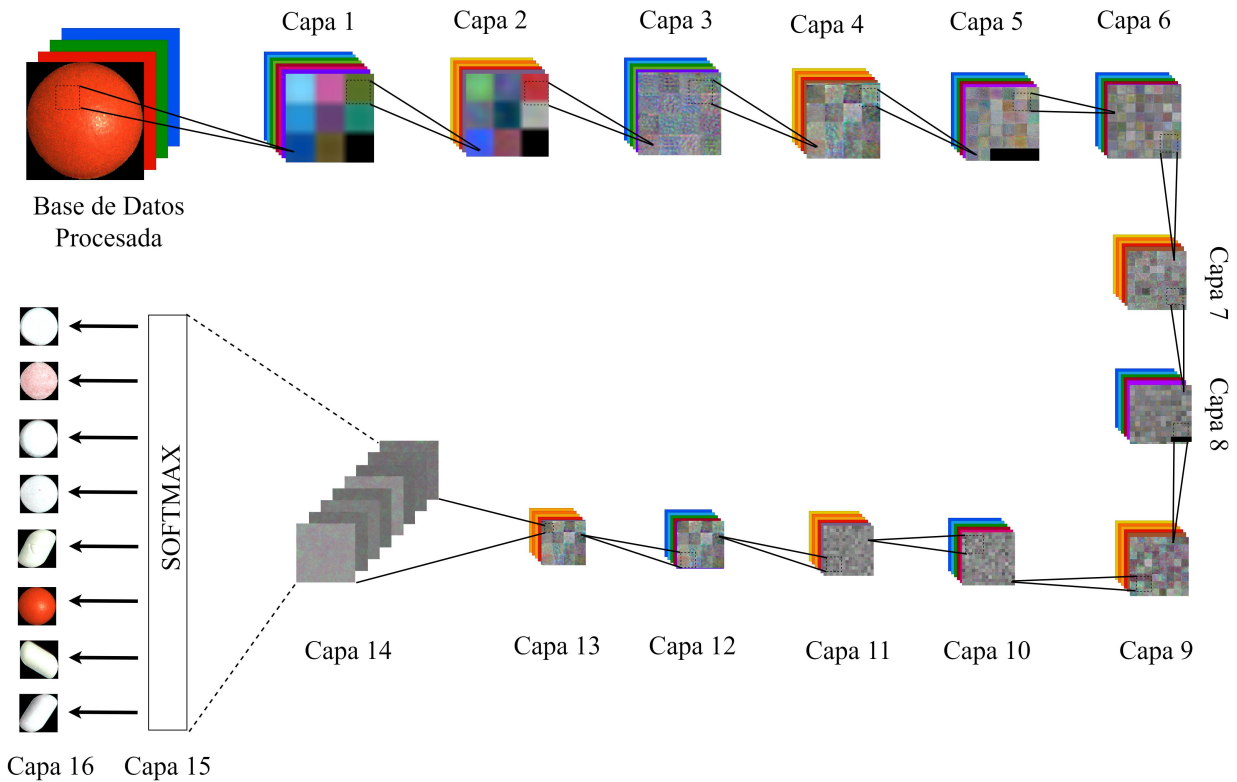 Capa 1
Capa 2
Capa 3
Capa 4
Capa 5
Capa 6
Base de Datos
Procesada
Capa 7
Capa 8
SOFTMAX
Capa 14
Capa 13
Capa 12
Capa 11
Capa 10
Capa 9
Capa 16
Capa 15